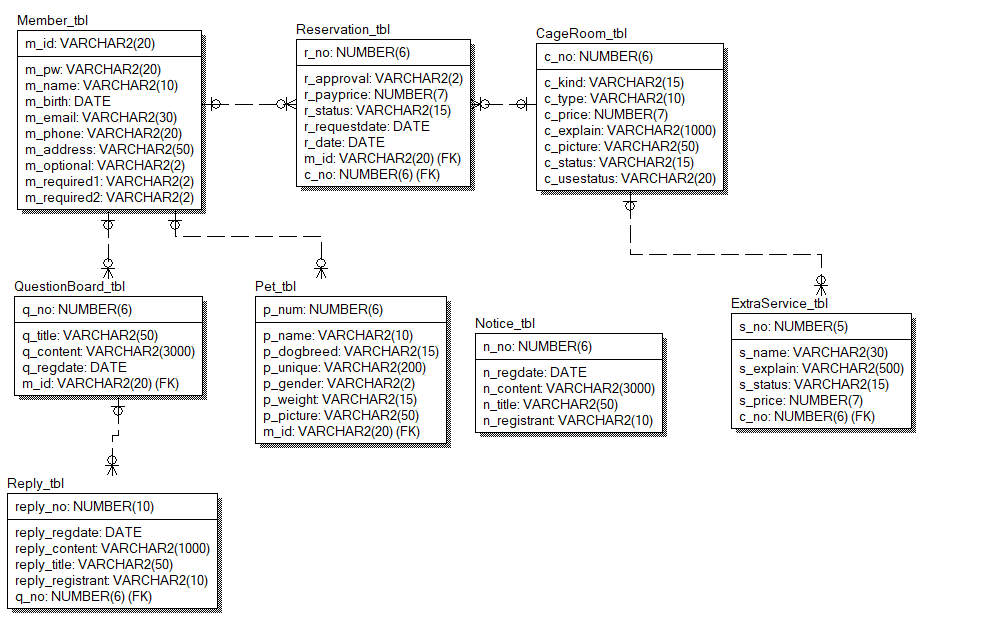 Member_tbl
m_id: VARCHAR2(20)
m_pw: VARCHAR2(20)
m_name: VARCHAR2(10)
m_birth: DATE
m_email: VARCHAR2(30)
m_phone: VARCHAR2(20)
m_address: VARCHAR2(50)
m_optional: VARCHAR2(2)
m_required1: VARCHAR2(2)
m_required2: VARCHAR2(2)
Reservation_tbl
r_no: NUMBER(6)
r_approval: VARCHAR2(2)
r_payprice: NUMBER(7)
r_status: VARCHAR2(15)
r_requestdate: DATE
r_date: DATE
m_id: VARCHAR2(20) (FK)
c_no: NUMBER(6) (FK)
CageRoom_tbl
c_no: NUMBER(6)
c_kind: VARCHAR2(15)
c_type: VARCHAR2(10)
c_price: NUMBER(7)
c_explain: VARCHAR2(1000)
c_picture: VARCHAR2(50)
c_status: VARCHAR2(15)
c_usestatus: VARCHAR2(20)
QuestionBoard_tbl
q_no: NUMBER(6)
q_title: VARCHAR2(50)
q_content: VARCHAR2(3000)
q_regdate: DATE
m_id: VARCHAR2(20) (FK)
Pet_tbl
p_num: NUMBER(6)
p_name: VARCHAR2(10)
p_dogbreed: VARCHAR2(15)
p_unique: VARCHAR2(200)
p_gender: VARCHAR2(2)
p_weight: VARCHAR2(15)
p_picture: VARCHAR2(50)
m_id: VARCHAR2(20) (FK)
Notice_tbl
n_no: NUMBER(6)
n_regdate: DATE
n_content: VARCHAR2(3000)
n_title: VARCHAR2(50)
n_registrant: VARCHAR2(10)
ExtraService_tbl
s_no: NUMBER(5)
s_name: VARCHAR2(30)
s_explain: VARCHAR2(500)
s_status: VARCHAR2(15)
s_price: NUMBER(7)
c_no: NUMBER(6) (FK)
Reply_tbl
reply_no: NUMBER(10)
reply_regdate: DATE
reply_content: VARCHAR2(1000)
reply_title: VARCHAR2(50)
reply_registrant: VARCHAR2(10)
q_no: NUMBER(6) (FK)